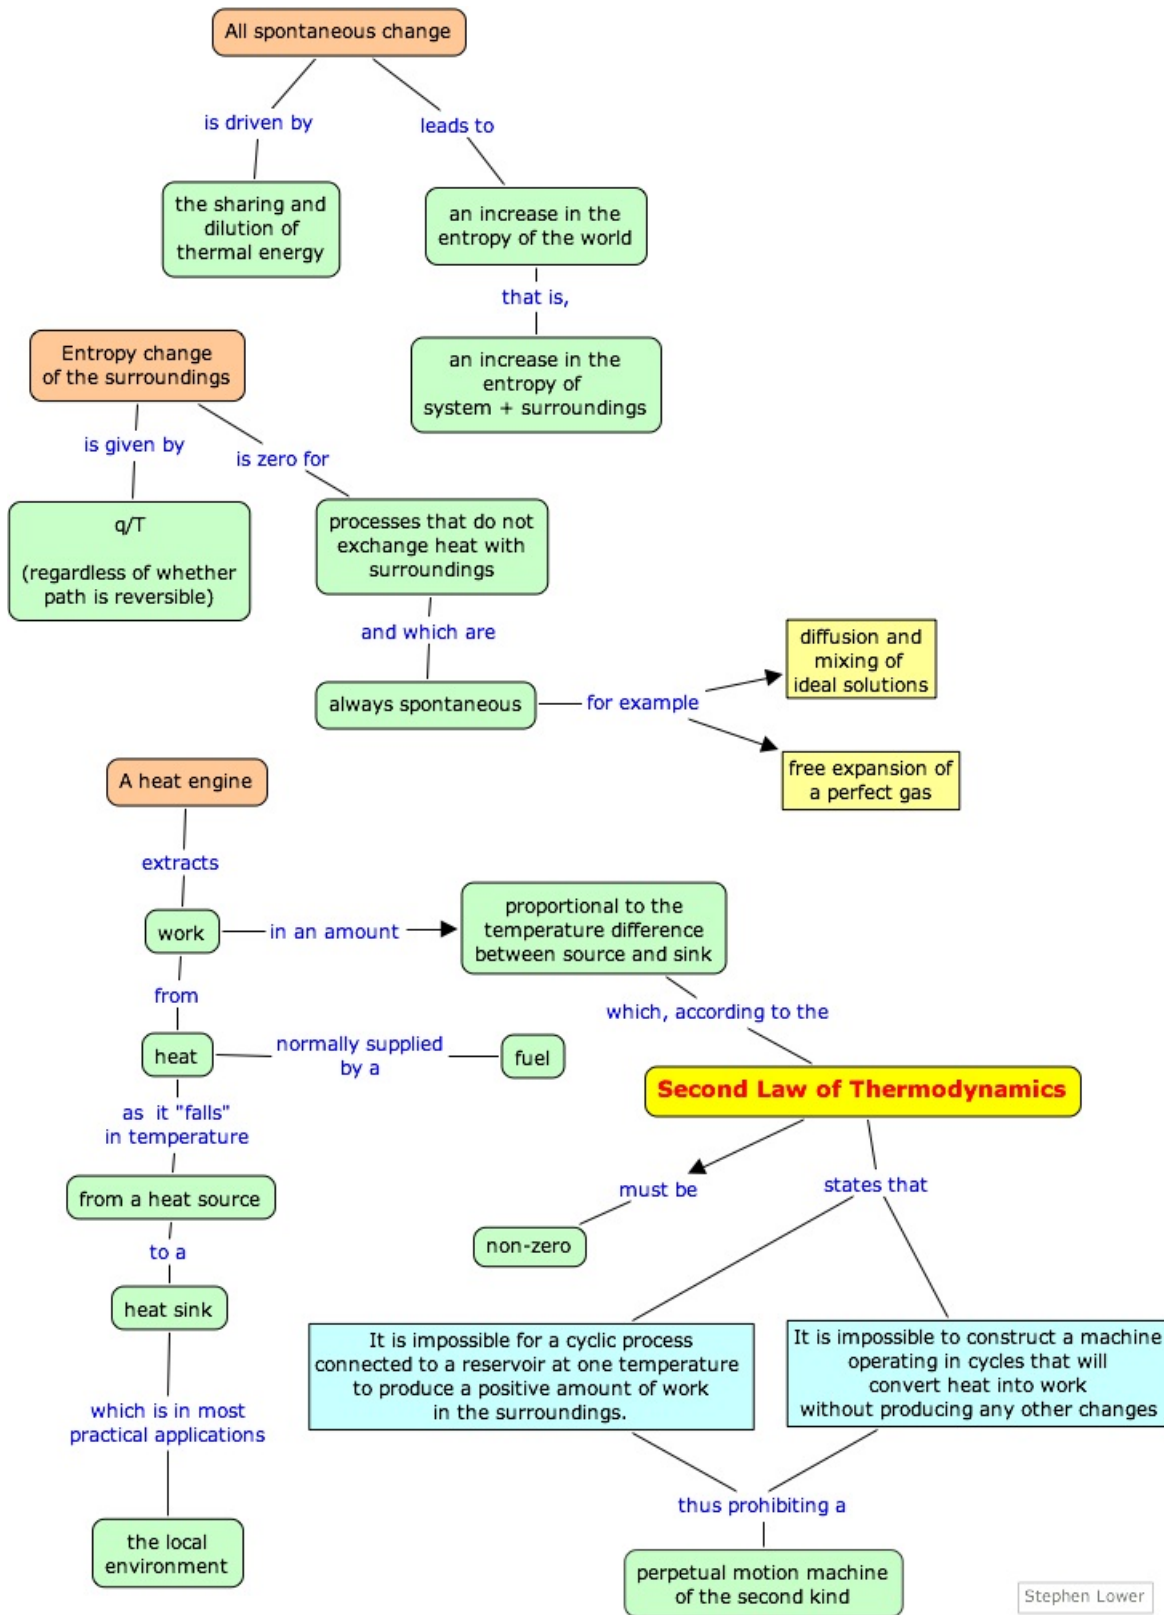 All spontaneous change
is driven by
leads to
the sharing and
dilution of
thermal energy
an increase in the
entropy of the world
that is,
an increase in the
entropy of
system + surroundings
Entropy change
of the surroundings
is given by
is zero for
q/T
(regardless of whether
path is reversible)
processes that do not
exchange heat with
surroundings
and which are
always spontaneous
for example
diffusion and
mixing of
ideal solutions
free expansion of
a perfect gas
A heat engine
extracts
work
in an amount
proportional to the
temperature difference
between source and sink
from
which, according to the
heat
normally supplied
by a
fuel
Second Law of Thermodynamics
as it "falls"
in temperature
from a heat source
must be
states that
non-zero
to a
heat sink
It is impossible for a cyclic process
connected to a reservoir at one temperature
to produce a positive amount of work
in the surroundings.
It is impossible to construct a machine
operating in cycles that will
convert heat into work
without producing any other changes
which is in most
practical applications
thus prohibiting a
the local
environment
perpetual motion machine
of the second kind
Stephen Lower